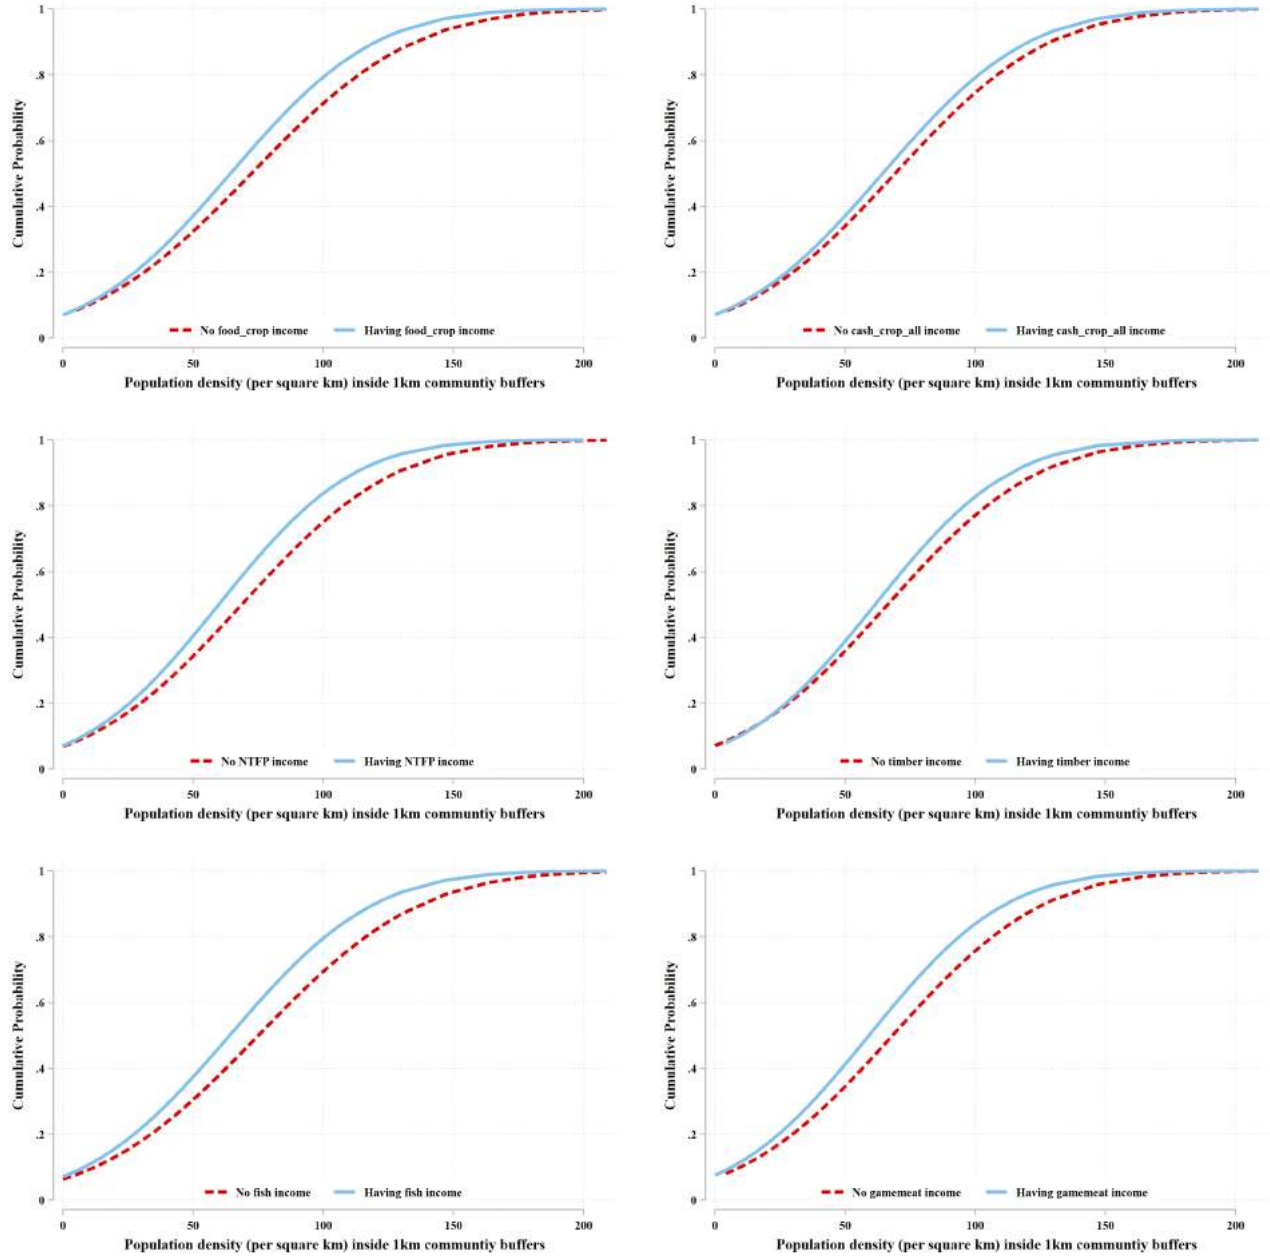 1
1
.8
.8
.6
.6
.4
.4
.2
.2
0
0
Cumulative Probability
Cumulative Probability
No food_crop income Having food_crop income
No cash_crop_all income Having cash_crop_all income
0 50 100 150 200
0 50 100 150 200
Population density (per square km) inside 1km communtiy buffers
Population density (per square km) inside 1km communtiy buffers
1
1
.8
.8
.6
.6
.4
.4
.2
.2
0
0
Cumulative Probability
Cumulative Probability
No NTFP income Having NTFP income
No timber income Having timber income
0 50 100 150 200
0 50 100 150 200
Population density (per square km) inside 1km communtiy buffers
Population density (per square km) inside 1km communtiy buffers
1
1
.8
.8
.6
.6
.4
.4
.2
.2
0
0
Cumulative Probability
Cumulative Probability
No fish income Having fish income
No gamemeat income Having gamemeat income
0 50 100 150 200
0 50 100 150 200
Population density (per square km) inside 1km communtiy buffers
Population density (per square km) inside 1km communtiy buffers